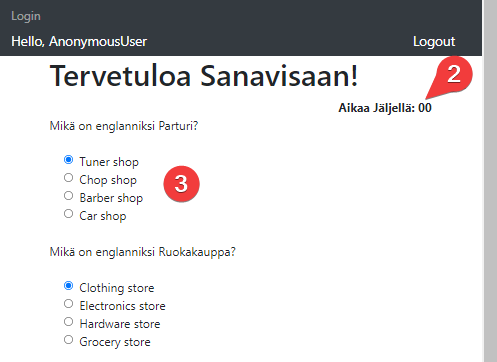 Login
Hello, AnonymousUser Logout
Tervetuloa Sanavisaan!
2
Aikaa Jäljellä: 00
Mikä on englanniksi Parturi?
Tuner shop
Chop shop
3
Barber shop
Car shop
Mikä on englanniksi Ruokakauppa?
Clothing store
Electronics store
Hardware store
Grocery store